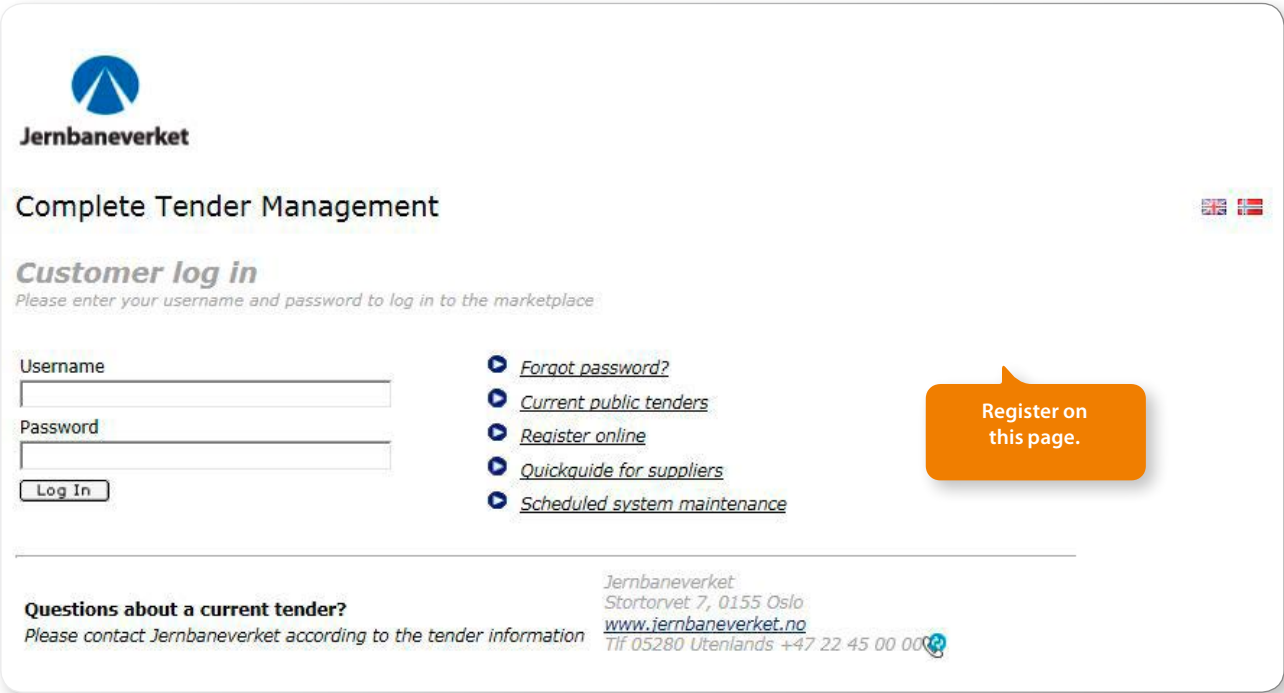 Jernbaneverket
Complete Tender Management
Customer log in
Please enter your username and password to log in to the marketplace
Username
Password
Log In
Forgot password?
Current public tenders
Register online
Quickguide for suppliers
Scheduled system maintenance
Register on
this page.
Questions about a current tender?
Please contact Jernbaneverket according to the tender information
Jernbaneverket
Stortorvet 7, 0155 Oslo
www.jernbaneverket.no
Tlf 05280 Utenlands +47 22 45 00 00